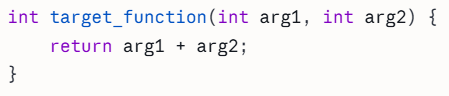 int target_function(int arg1, int arg2) {
    return arg1 + arg2;
}